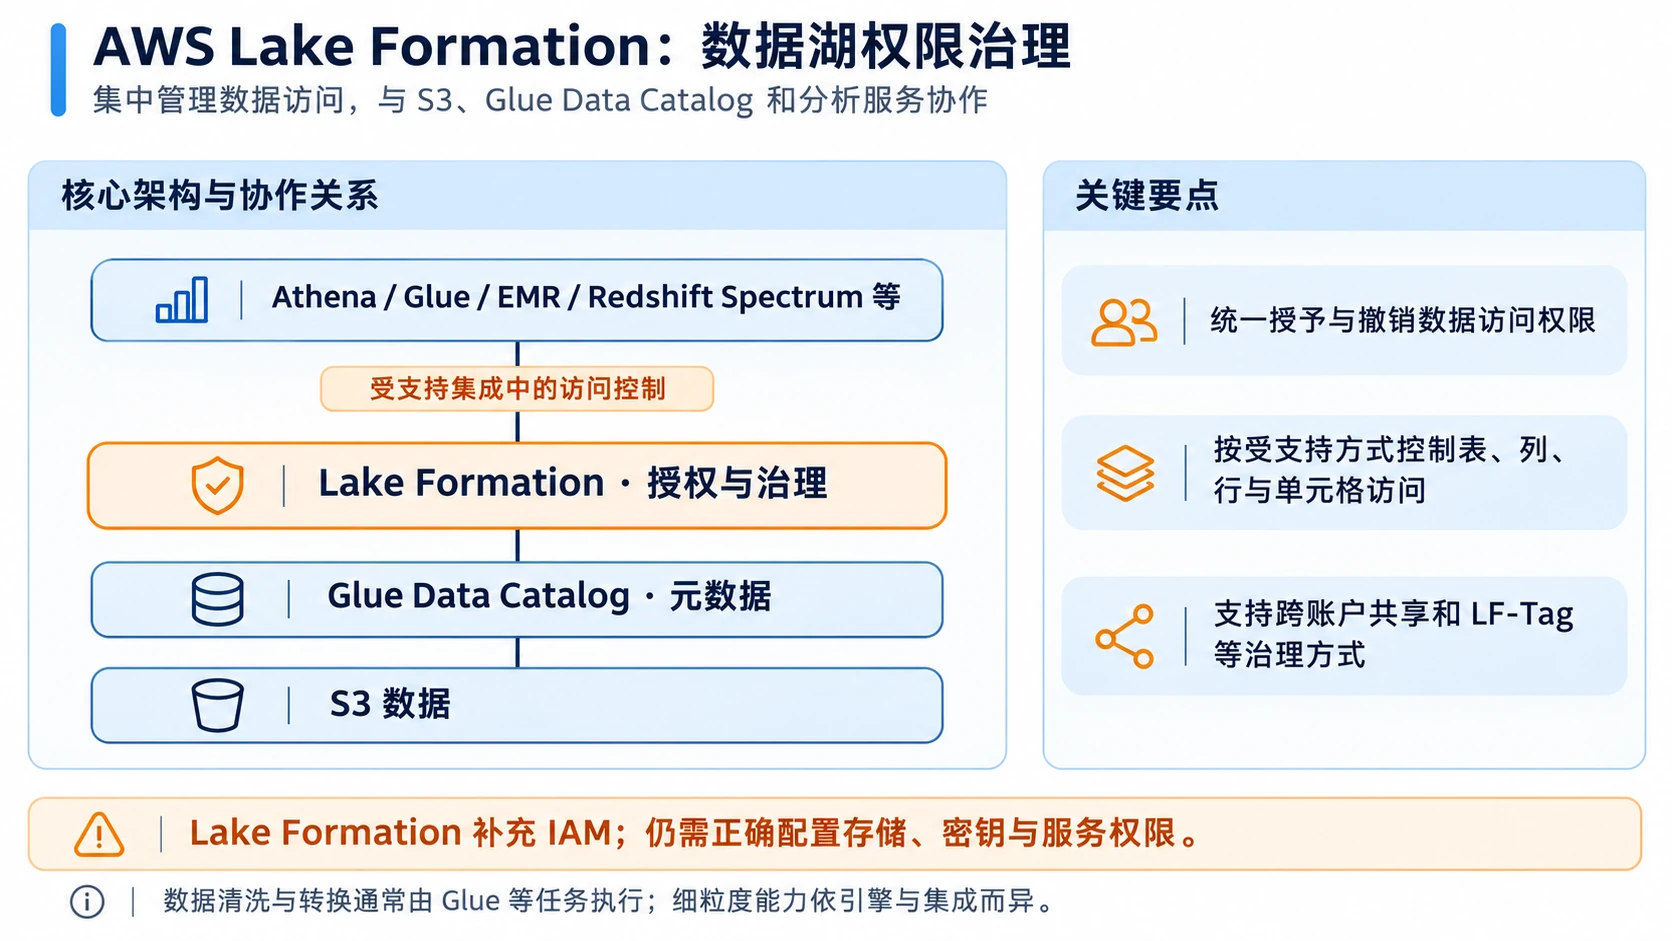 AWS Lake Formation：数据湖权限治理
集中管理数据访问，与 S3、Glue Data Catalog 和分析服务协作
核心架构与协作关系
Athena / Glue / EMR / Redshift Spectrum 等
受支持集成中的访问控制
Lake Formation · 授权与治理
Glue Data Catalog · 元数据
S3 数据
关键要点
统一授予与撤销数据访问权限
按受支持方式控制表、列、
行与单元格访问
支持跨账户共享和 LF-Tag
等治理方式
Lake Formation 补充 IAM；仍需正确配置存储、密钥与服务权限。
数据清洗与转换通常由 Glue 等任务执行；细粒度能力依引擎与集成而异。